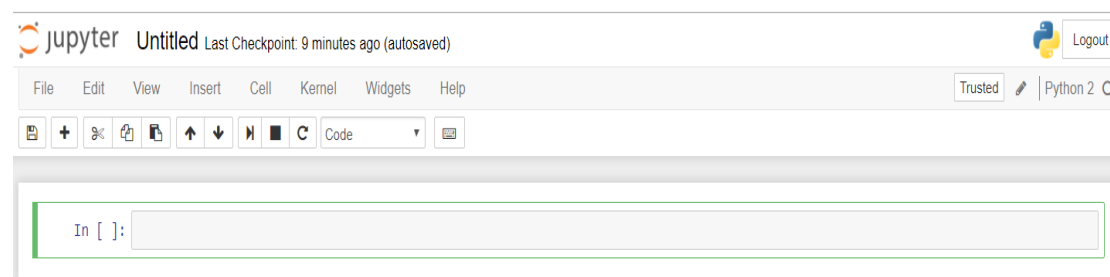 jupyter Untitled Last Checkpoint: 9 minutes ago (autosaved) Logout
File Edit View Insert Cell Kernel Widgets Help Trusted Python 2
Code
In [ ]: